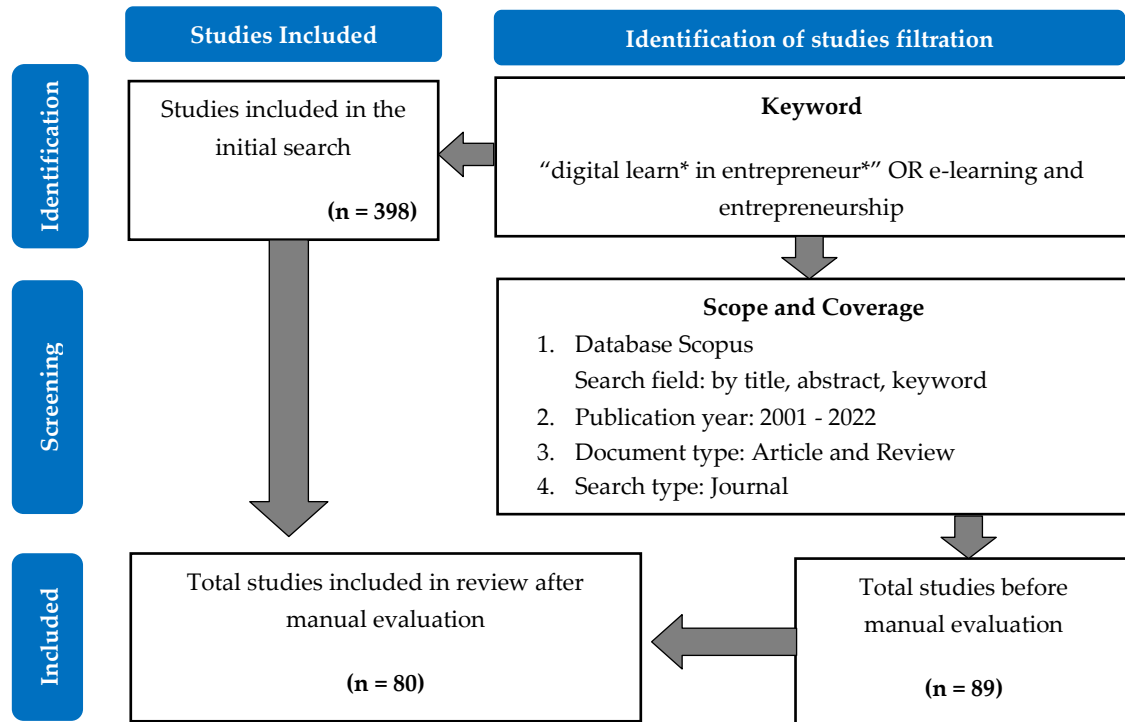 Studies Included
Identification of studies filtration
Identification
Studies included in the
initial search
(n = 398)
Keyword
“digital learn* in entrepreneur*” OR e-learning and
entrepreneurship
Screening
Scope and Coverage
1. Database Scopus
Search field: by title, abstract, keyword
2. Publication year: 2001 - 2022
3. Document type: Article and Review
4. Search type: Journal
Included
Total studies included in review after
manual evaluation
(n = 80)
Total studies before
manual evaluation
(n = 89)